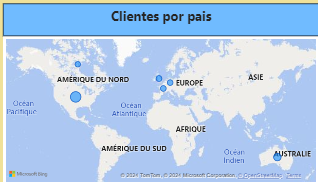 Clientes por país
AMÉRIQUE DU NORD
EUROPE
ASIE
Océan
Pacifique
Océan
Atlantique
AFRIQUE
AMÉRIQUE DU SUD
Océan
Indien
AUSTRALIE
Microsoft Bing
© 2024 TomTom, © 2024 Microsoft Corporation, © OpenStreetMap Terms